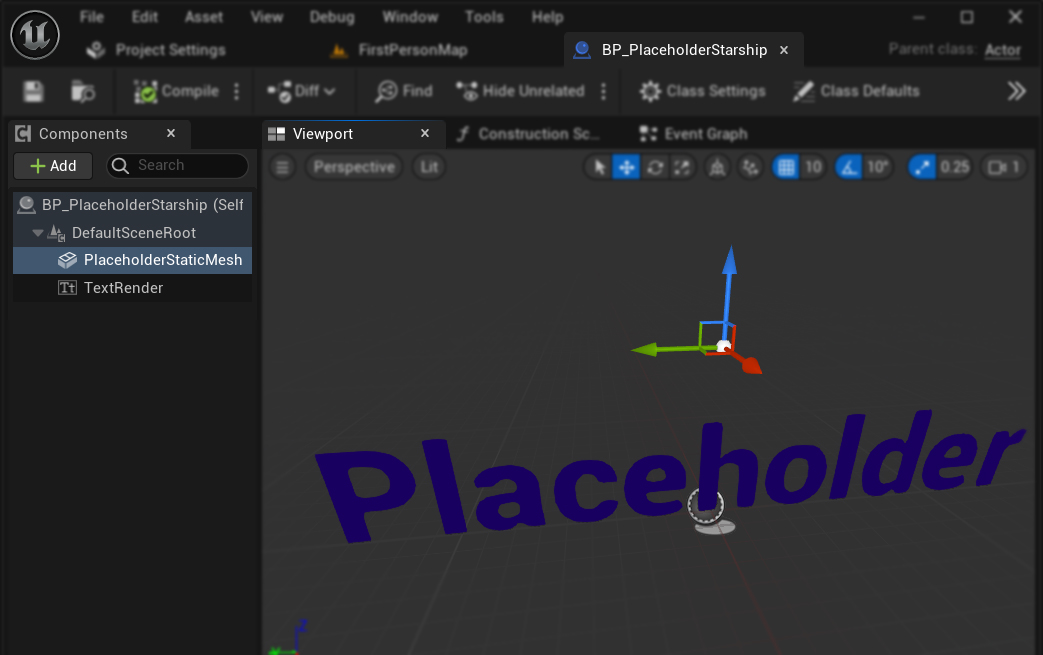 File Edit Asset View Debug Window Tools Help
Project Settings FirstPersonMap BP_PlaceholderStarship Parent class: Actor
Compile Diff Find Hide Unrelated Class Settings Class Defaults
Components Viewport Construction Sc... Event Graph
Add Search Perspective Lit 10 10° 0.25 1
BP_PlaceholderStarship (Self
DefaultSceneRoot
PlaceholderStaticMesh
Tt TextRender
Placeholder
Z